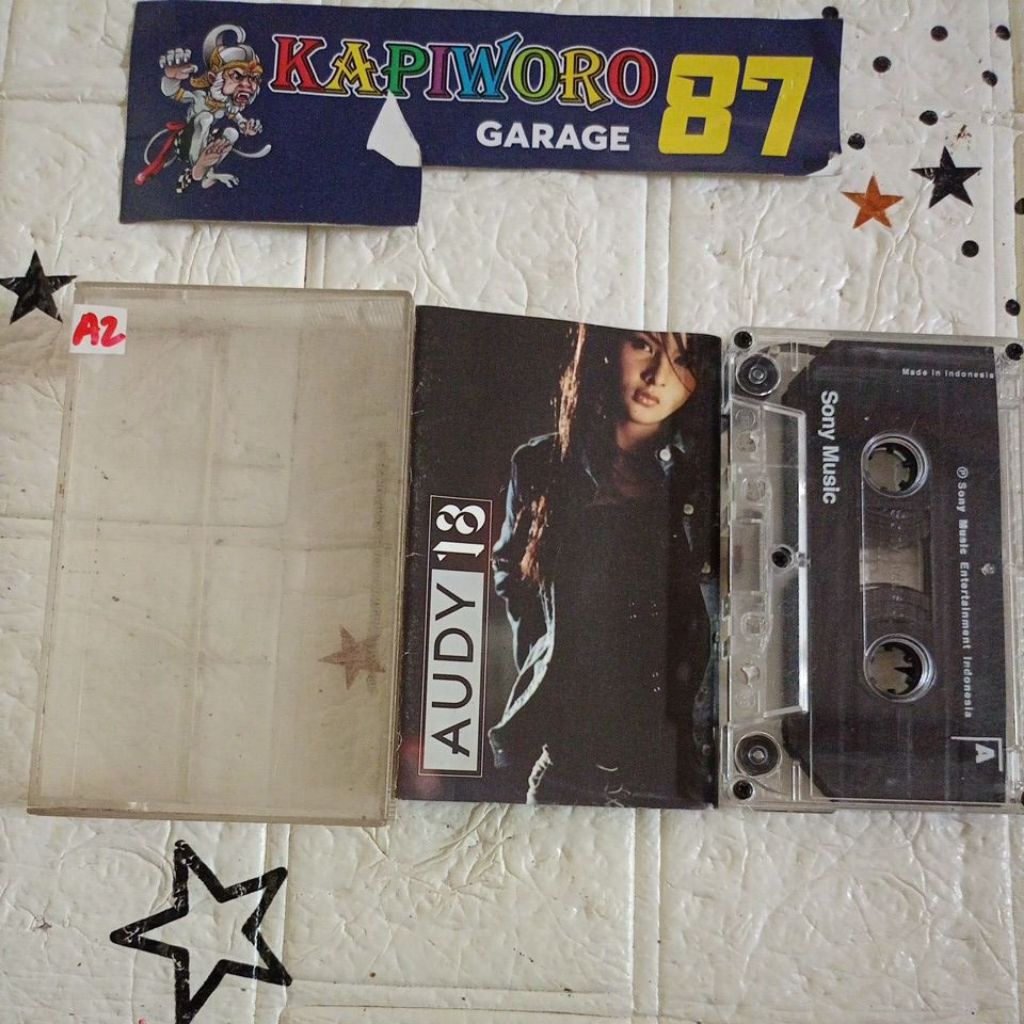 KAPIWORO 87
GARAGE
A2
AUDY '18
Made in Indonesia
Sony Music
℗ Sony Music Entertainment Indonesia
A